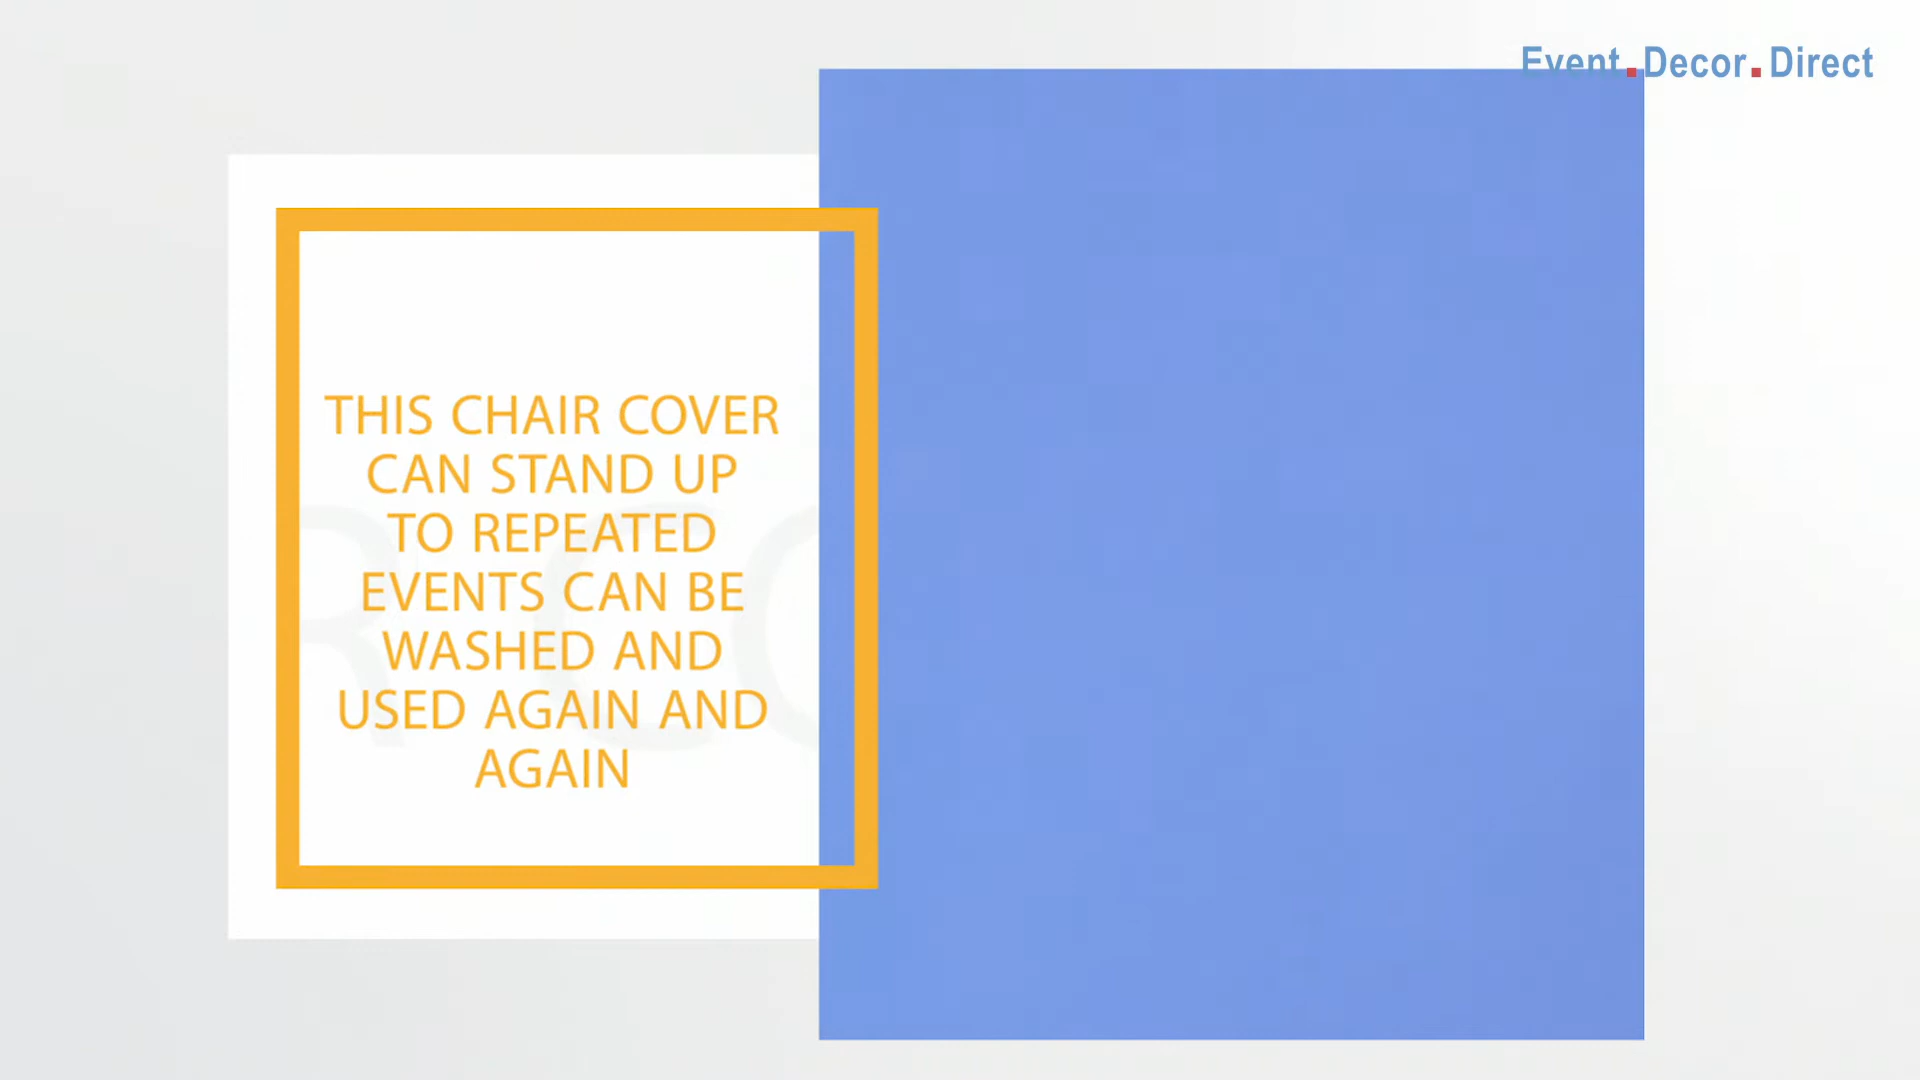 Event.Decor.Direct
THIS CHAIR COVER
CAN STAND UP
TO REPEATED
EVENTS CAN BE
WASHED AND
USED AGAIN AND
AGAIN